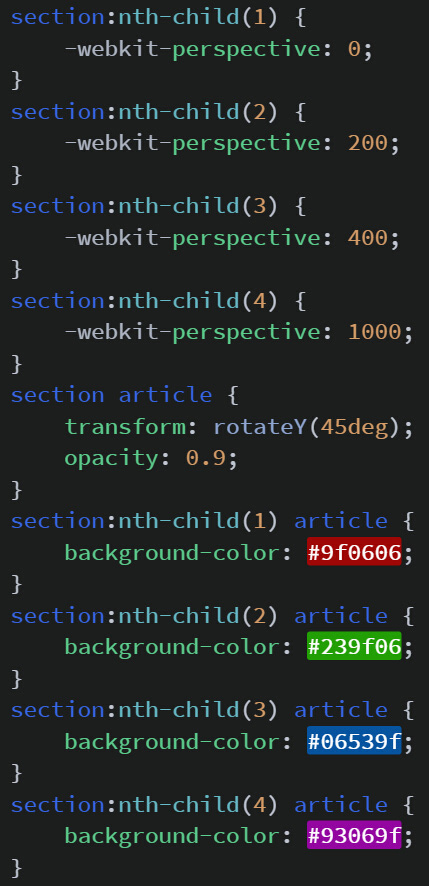 section:nth-child(1) {
    -webkit-perspective: 0;
}
section:nth-child(2) {
    -webkit-perspective: 200;
}
section:nth-child(3) {
    -webkit-perspective: 400;
}
section:nth-child(4) {
    -webkit-perspective: 1000;
}
section article {
    transform: rotateY(45deg);
    opacity: 0.9;
}
section:nth-child(1) article {
    background-color: #9f0606;
}
section:nth-child(2) article {
    background-color: #239f06;
}
section:nth-child(3) article {
    background-color: #06539f;
}
section:nth-child(4) article {
    background-color: #93069f;
}